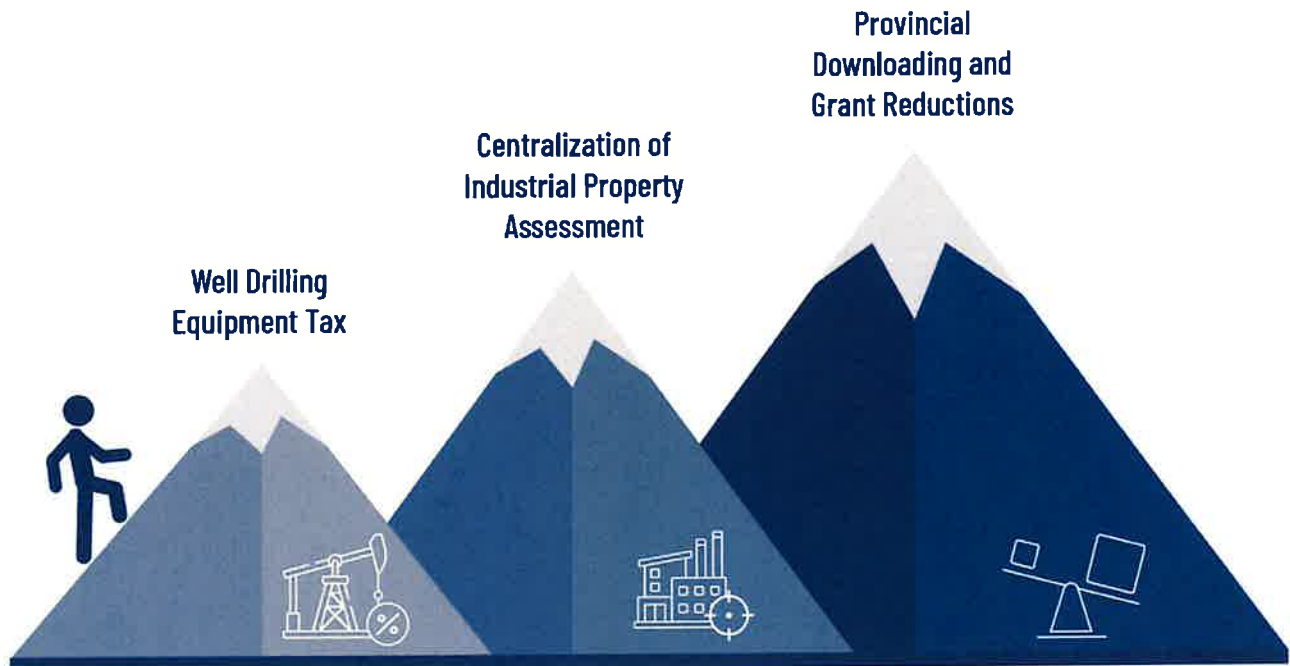 Provincial
Downloading and
Grant Reductions
Centralization of
Industrial Property
Assessment
Well Drilling
Equipment Tax
%